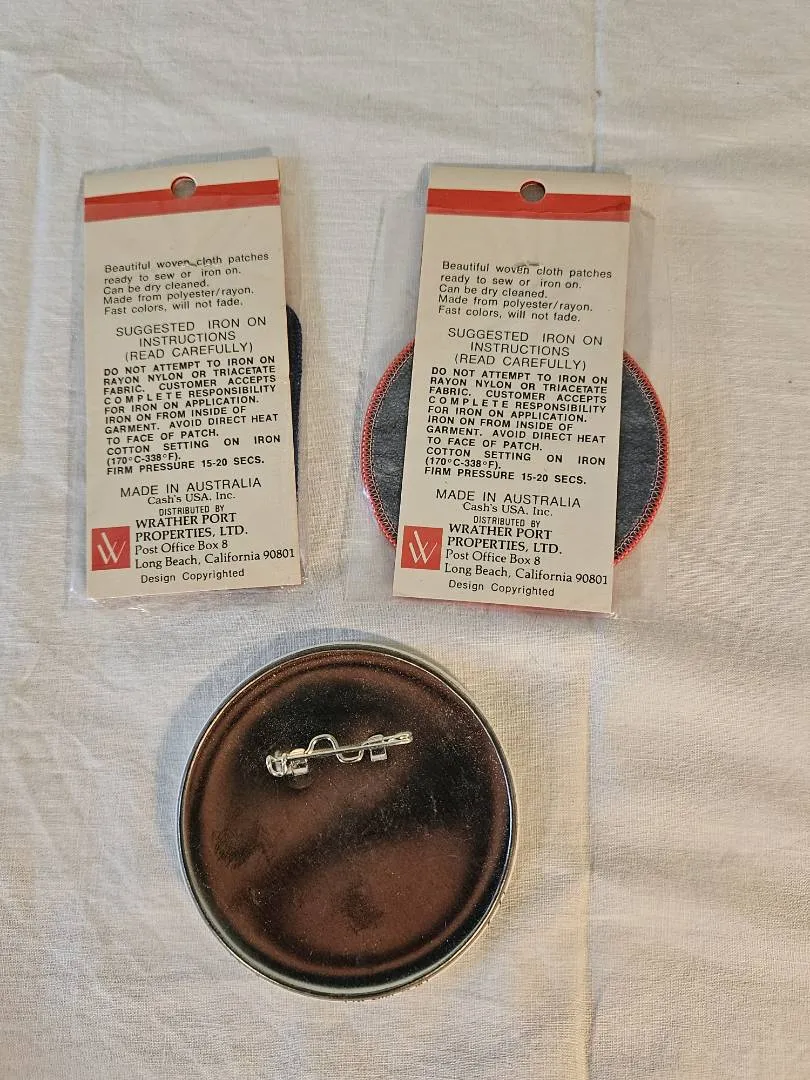 Beautiful woven cloth patches
ready to sew or iron on.
Can be dry cleaned.
Made from polyester/rayon.
Fast colors, will not fade.
SUGGESTED IRON ON
INSTRUCTIONS
(READ CAREFULLY)
DO NOT ATTEMPT TO IRON ON
RAYON NYLON OR TRIACETATE
FABRIC. CUSTOMER ACCEPTS
COMPLETE RESPONSIBILITY
FOR IRON ON APPLICATION.
IRON ON FROM INSIDE OF
GARMENT. AVOID DIRECT HEAT
TO FACE OF PATCH.
COTTON SETTING ON IRON
(170°C-338°F).
FIRM PRESSURE 15-20 SECS.
MADE IN AUSTRALIA
Cash's USA. Inc.
DISTRIBUTED BY
WRATHER PORT
PROPERTIES, LTD.
Post Office Box 8
Long Beach, California 90801
Design Copyrighted
W
Beautiful woven cloth patches
ready to sew or iron on.
Can be dry cleaned.
Made from polyester/rayon.
Fast colors, will not fade.
SUGGESTED IRON ON
INSTRUCTIONS
(READ CAREFULLY)
DO NOT ATTEMPT TO IRON ON
RAYON NYLON OR TRIACETATE
FABRIC. CUSTOMER ACCEPTS
COMPLETE RESPONSIBILITY
FOR IRON ON APPLICATION.
IRON ON FROM INSIDE OF
GARMENT. AVOID DIRECT HEAT
TO FACE OF PATCH.
COTTON SETTING ON IRON
(170°C-338°F).
FIRM PRESSURE 15-20 SECS.
MADE IN AUSTRALIA
Cash's USA. Inc.
DISTRIBUTED BY
WRATHER PORT
PROPERTIES, LTD.
Post Office Box 8
Long Beach, California 90801
Design Copyrighted
W